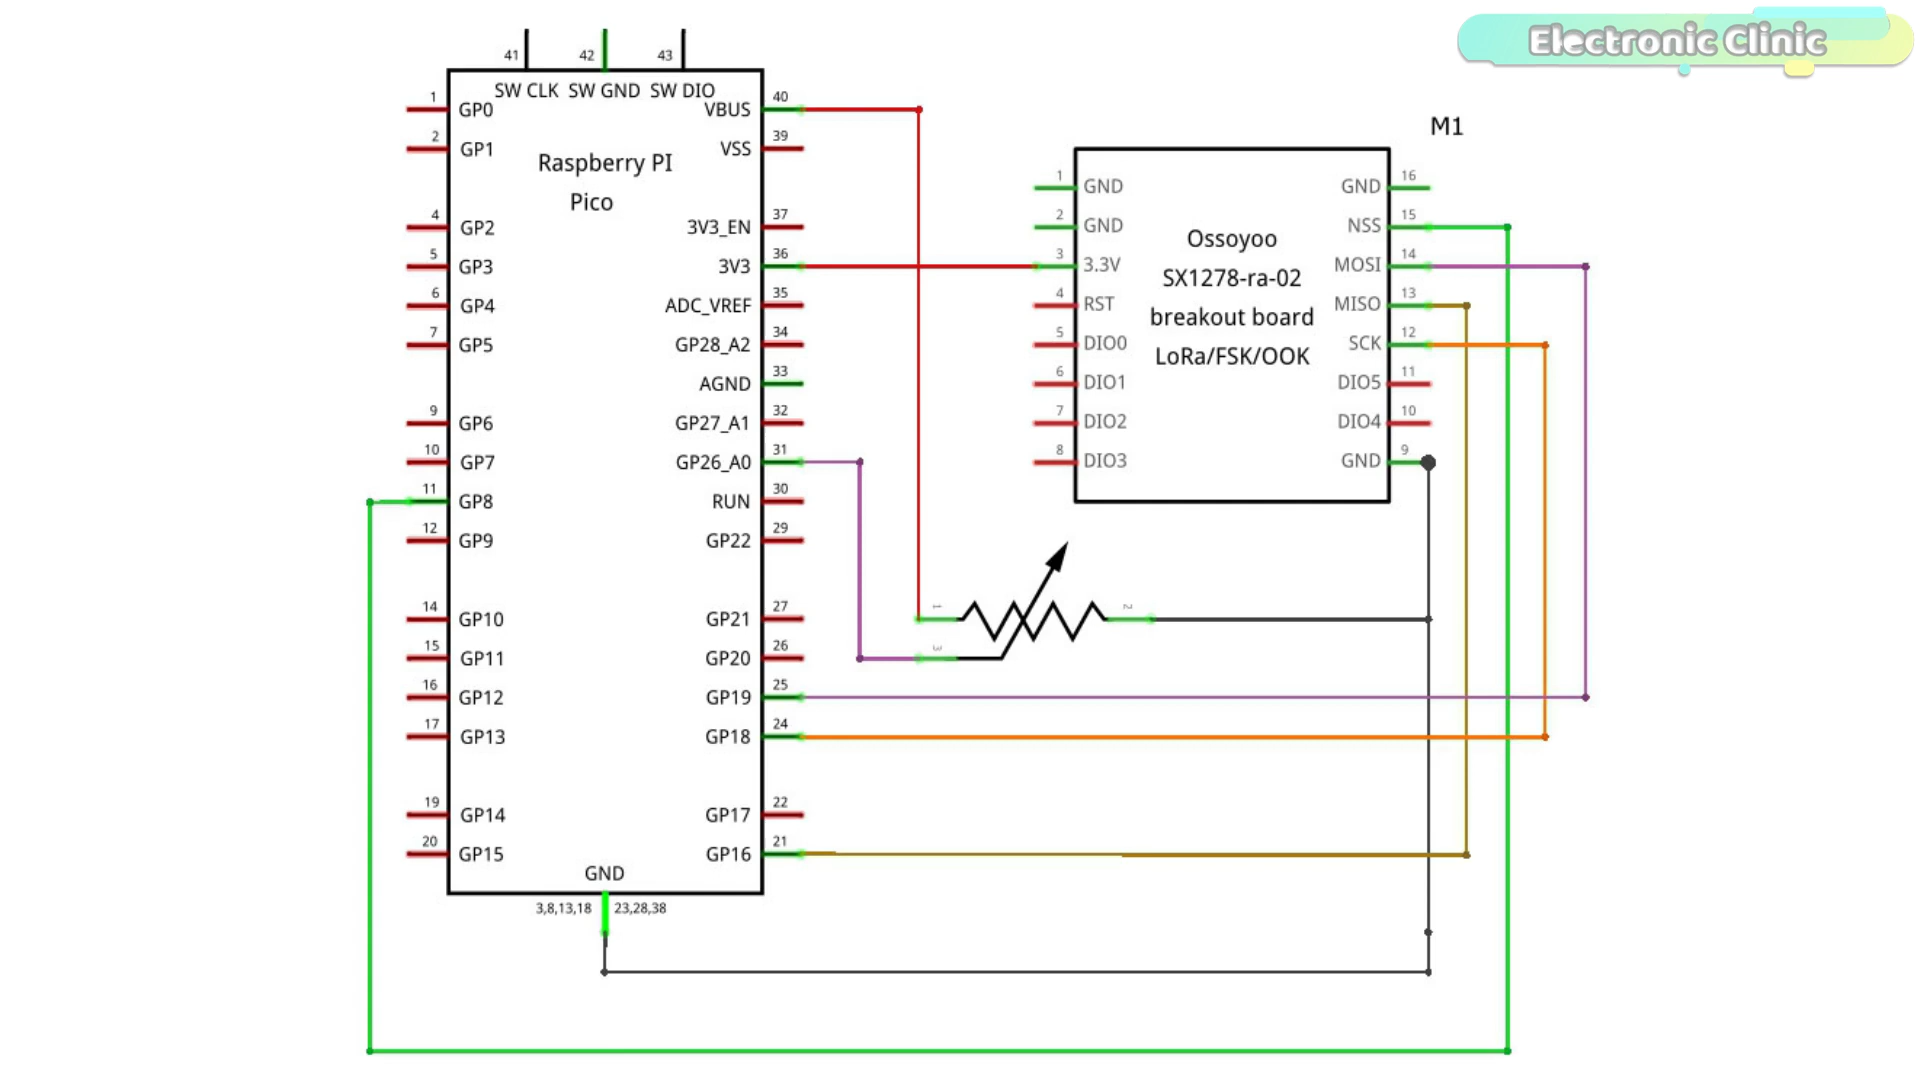 Electronic Clinic
41 42 43
SW CLK SW GND SW DIO
1 GP0 VBUS 40
2 GP1 VSS 39
Raspberry PI
Pico
4 GP2 3V3_EN 37
5 GP3 3V3 36
6 GP4 ADC_VREF 35
7 GP5 GP28_A2 34
AGND 33
9 GP6 GP27_A1 32
10 GP7 GP26_A0 31
11 GP8 RUN 30
12 GP9 GP22 29
14 GP10 GP21 27
15 GP11 GP20 26
16 GP12 GP19 25
17 GP13 GP18 24
19 GP14 GP17 22
20 GP15 GP16 21
GND
3,8,13,18 23,28,38
M1
1 GND GND 16
2 GND NSS 15
3 3.3V MOSI 14
4 RST MISO 13
5 DIO0 SCK 12
6 DIO1 DIO5 11
7 DIO2 DIO4 10
8 DIO3 GND 9
Ossoyoo
SX1278-ra-02
breakout board
LoRa/FSK/OOK
1 2
3